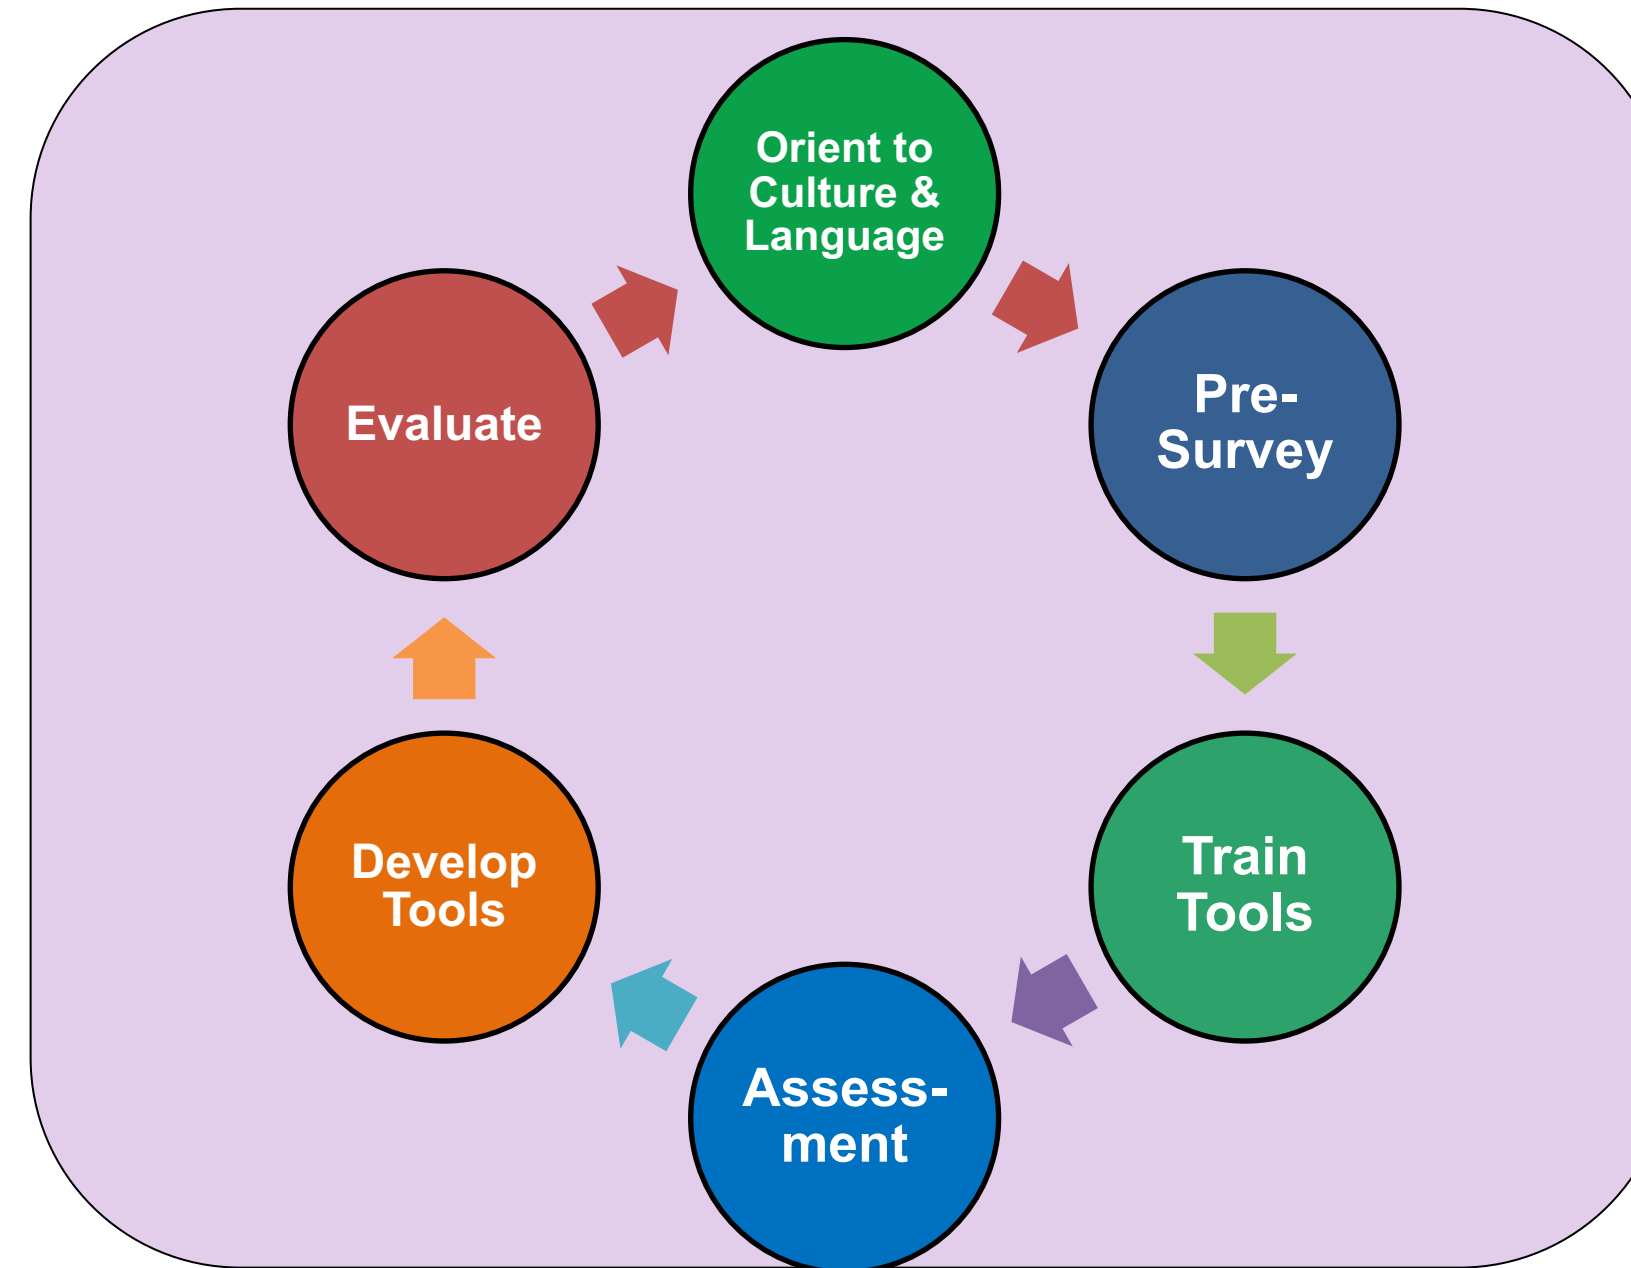 Orient to
Culture &
Language
Pre-
Survey
Train
Tools
Assess-
ment
Develop
Tools
Evaluate